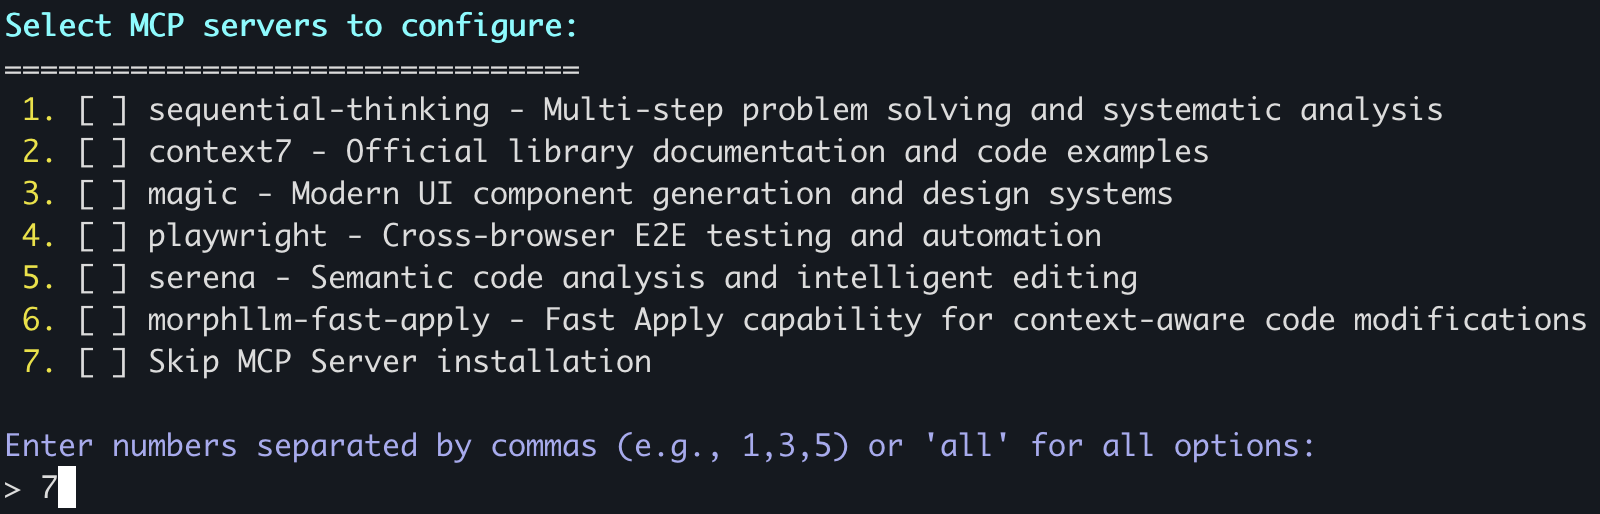 Select MCP servers to configure:
================================
1. [ ] sequential-thinking - Multi-step problem solving and systematic analysis
2. [ ] context7 - Official library documentation and code examples
3. [ ] magic - Modern UI component generation and design systems
4. [ ] playwright - Cross-browser E2E testing and automation
5. [ ] serena - Semantic code analysis and intelligent editing
6. [ ] morphllm-fast-apply - Fast Apply capability for context-aware code modifications
7. [ ] Skip MCP Server installation
Enter numbers separated by commas (e.g., 1,3,5) or 'all' for all options:
> 7